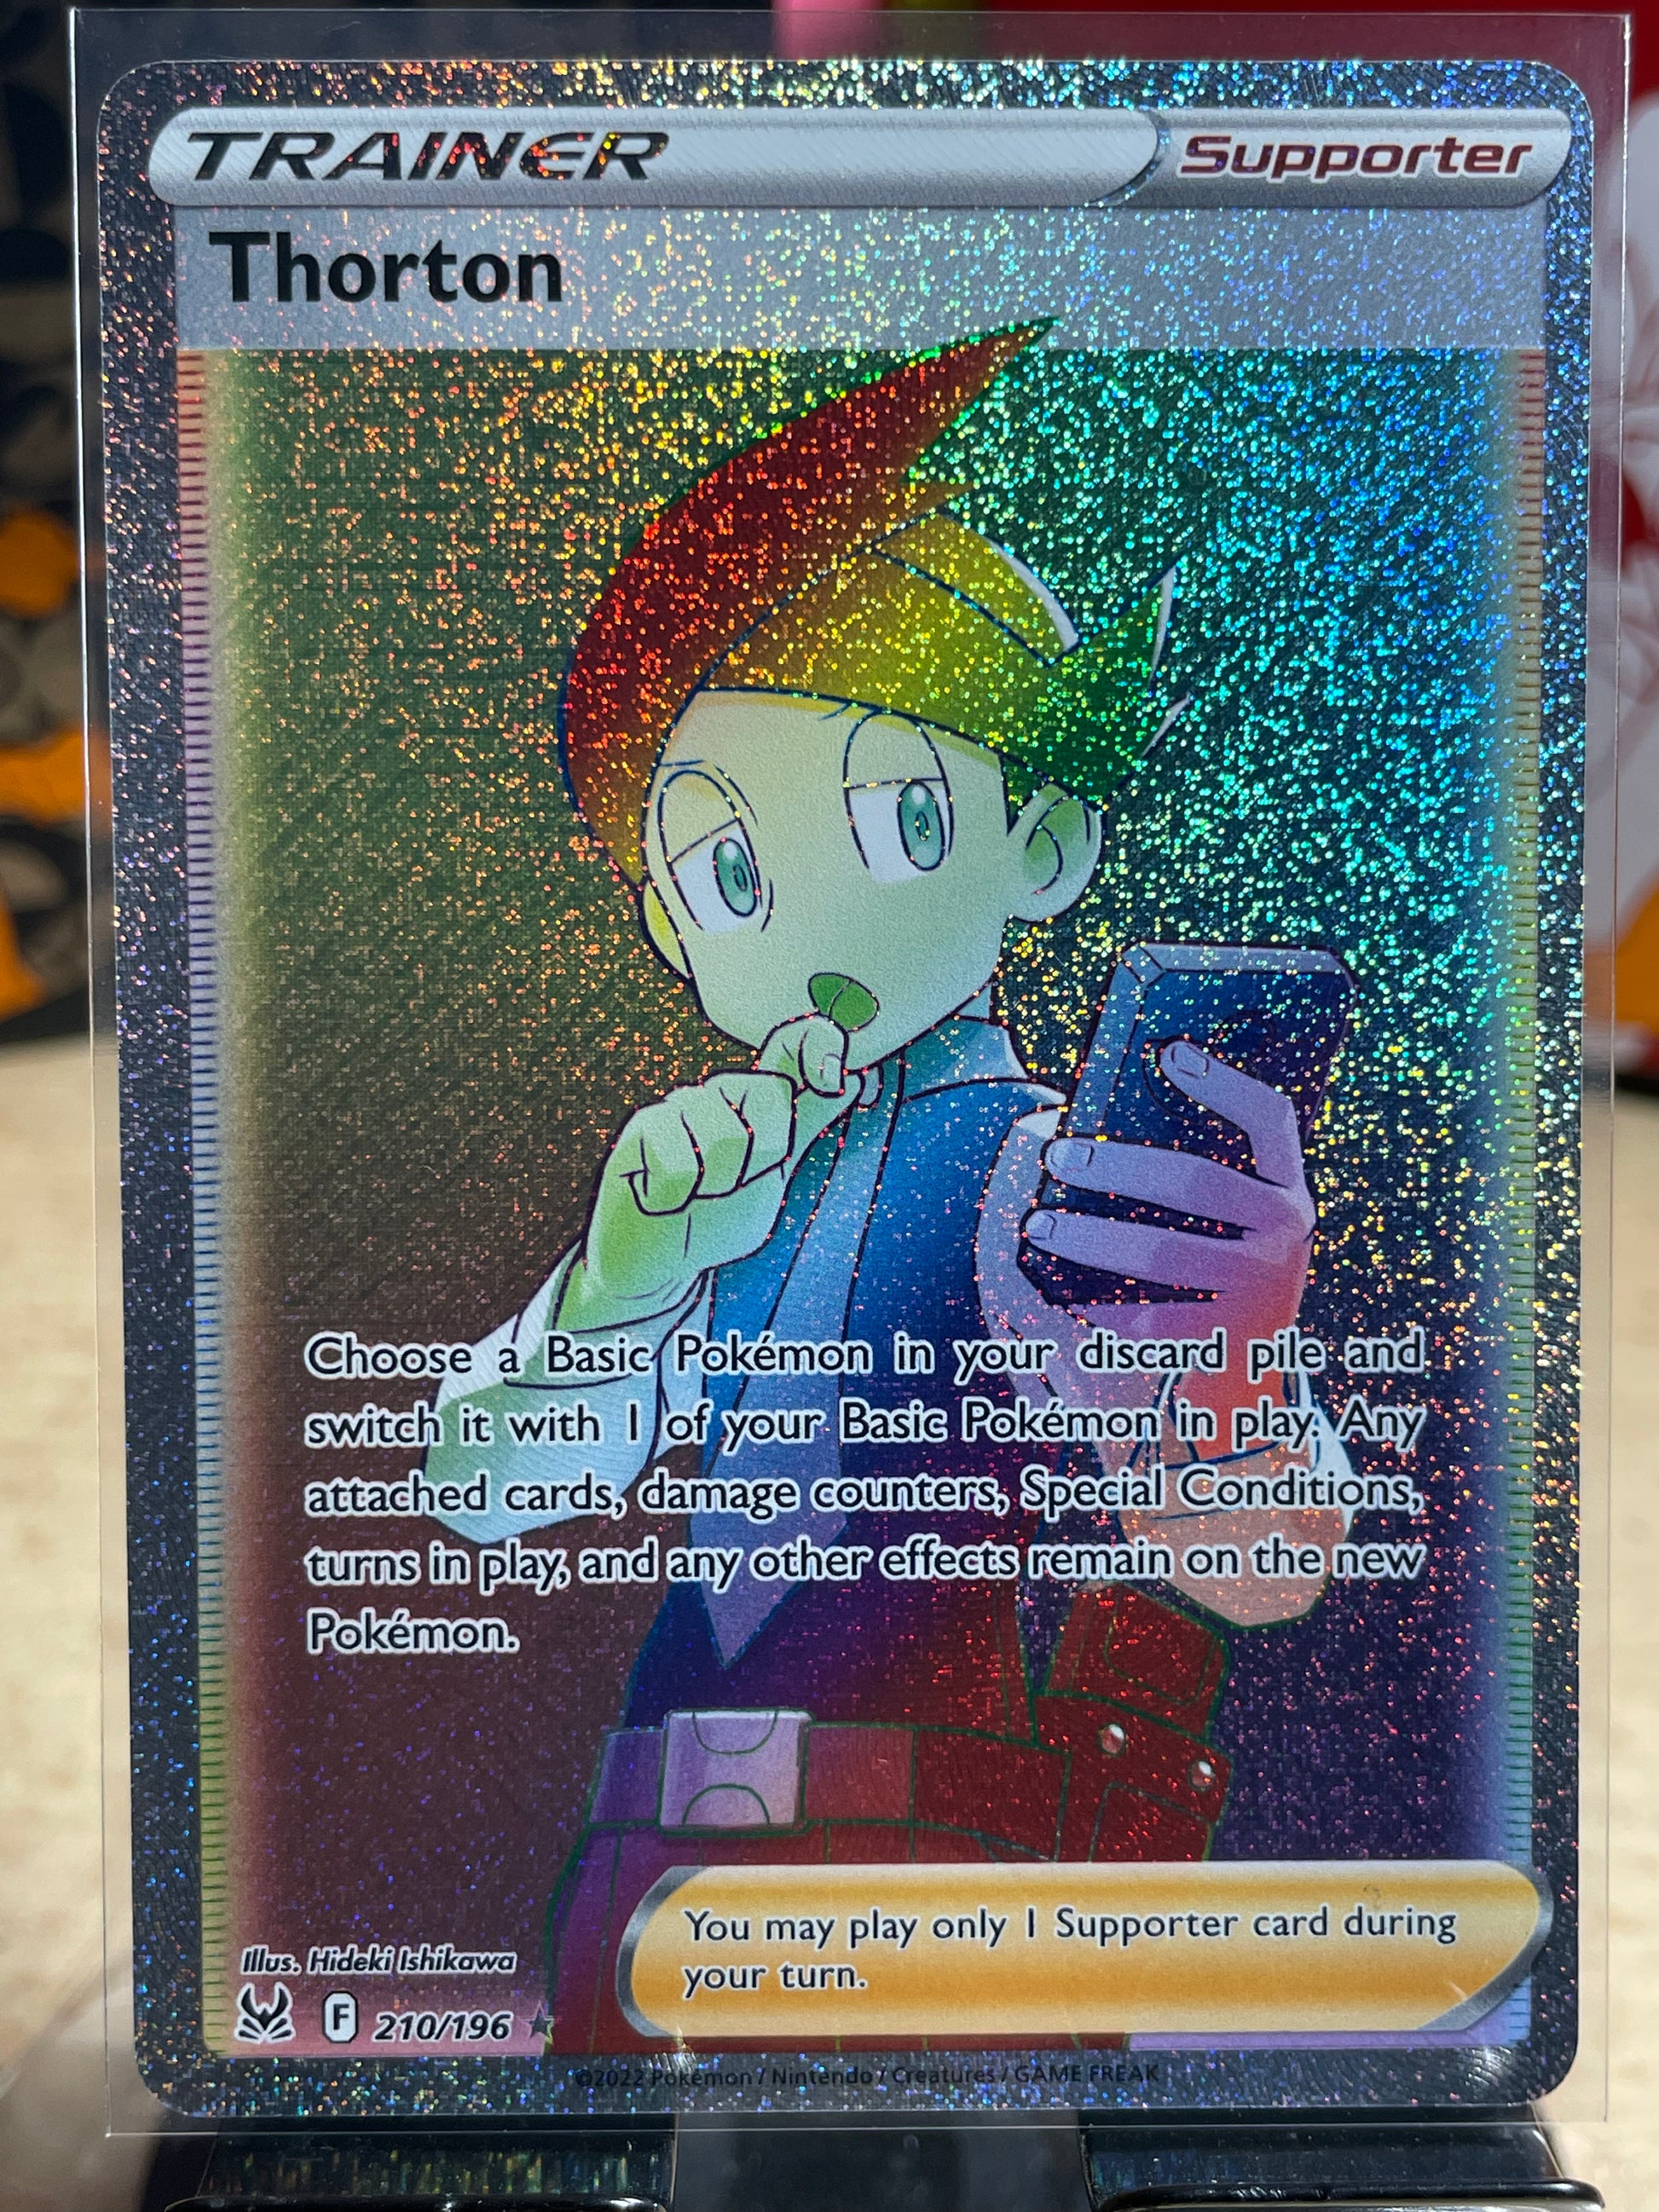 TRAINER
Supporter
Thorton
Choose a Basic Pokémon in your discard pile and
switch it with 1 of your Basic Pokémon in play. Any
attached cards, damage counters, Special Conditions,
turns in play, and any other effects remain on the new
Pokémon.
You may play only 1 Supporter card during
your turn.
Illus. Hideki Ishikawa
F 210/196 ★
©2022 Pokémon / Nintendo / Creatures / GAME FREAK